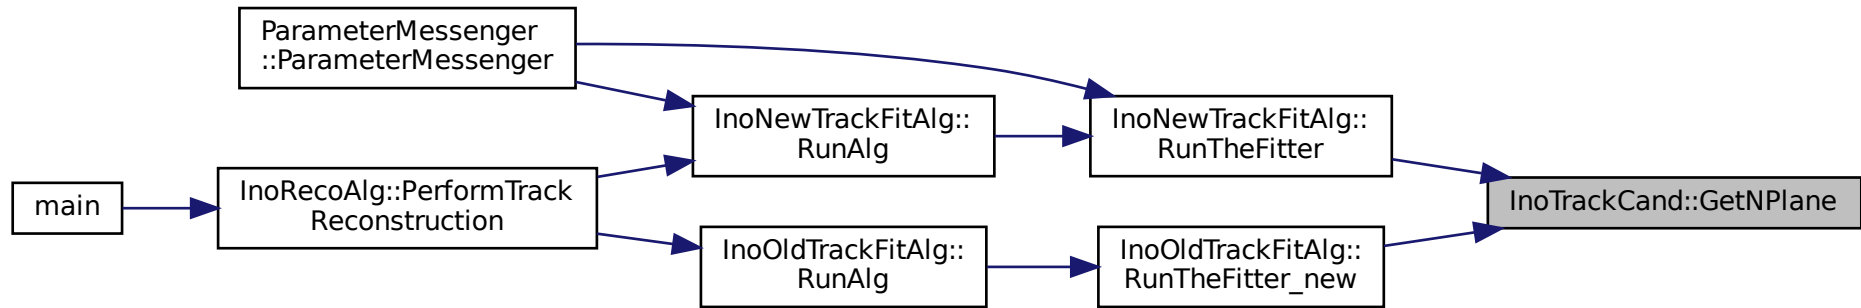 ParameterMessenger
::ParameterMessenger
InoNewTrackFitAlg::
RunAlg
InoNewTrackFitAlg::
RunTheFitter
main
InoRecoAlg::PerformTrack
Reconstruction
InoTrackCand::GetNPlane
InoOldTrackFitAlg::
RunAlg
InoOldTrackFitAlg::
RunTheFitter_new